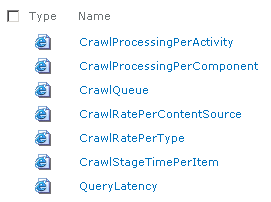 Type Name
CrawlProcessingPerActivity
CrawlProcessingPerComponent
CrawlQueue
CrawlRatePerContentSource
CrawlRatePerType
CrawlStageTimePerItem
QueryLatency